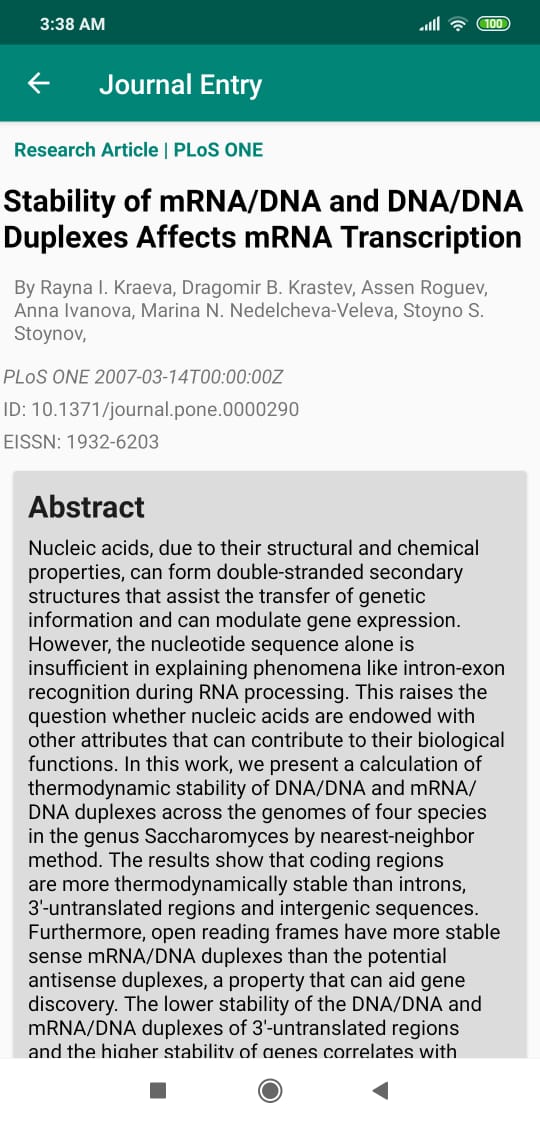 3:38 AM
100
Journal Entry
Research Article | PLoS ONE
Stability of mRNA/DNA and DNA/DNA
Duplexes Affects mRNA Transcription
By Rayna I. Kraeva, Dragomir B. Krastev, Assen Roguev,
Anna Ivanova, Marina N. Nedelcheva-Veleva, Stoyno S.
Stoynov,
PLoS ONE 2007-03-14T00:00:00Z
ID: 10.1371/journal.pone.0000290
EISSN: 1932-6203
Abstract
Nucleic acids, due to their structural and chemical
properties, can form double-stranded secondary
structures that assist the transfer of genetic
information and can modulate gene expression.
However, the nucleotide sequence alone is
insufficient in explaining phenomena like intron-exon
recognition during RNA processing. This raises the
question whether nucleic acids are endowed with
other attributes that can contribute to their biological
functions. In this work, we present a calculation of
thermodynamic stability of DNA/DNA and mRNA/
DNA duplexes across the genomes of four species
in the genus Saccharomyces by nearest-neighbor
method. The results show that coding regions
are more thermodynamically stable than introns,
3'-untranslated regions and intergenic sequences.
Furthermore, open reading frames have more stable
sense mRNA/DNA duplexes than the potential
antisense duplexes, a property that can aid gene
discovery. The lower stability of the DNA/DNA and
mRNA/DNA duplexes of 3'-untranslated regions
and the higher stability of genes correlates with